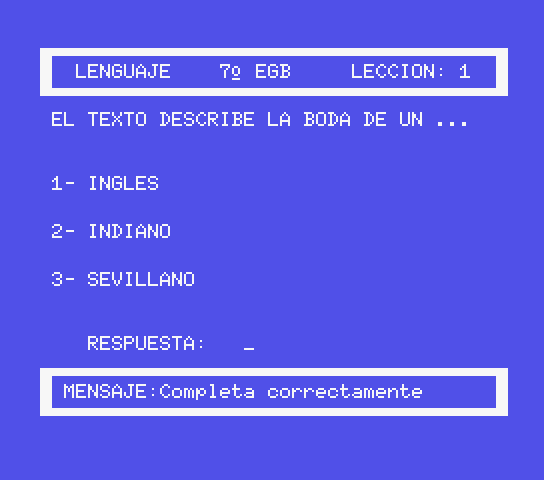 LENGUAJE 7º EGB LECCION: 1
EL TEXTO DESCRIBE LA BODA DE UN ...
1- INGLES
2- INDIANO
3- SEVILLANO
RESPUESTA: _
MENSAJE:Completa correctamente